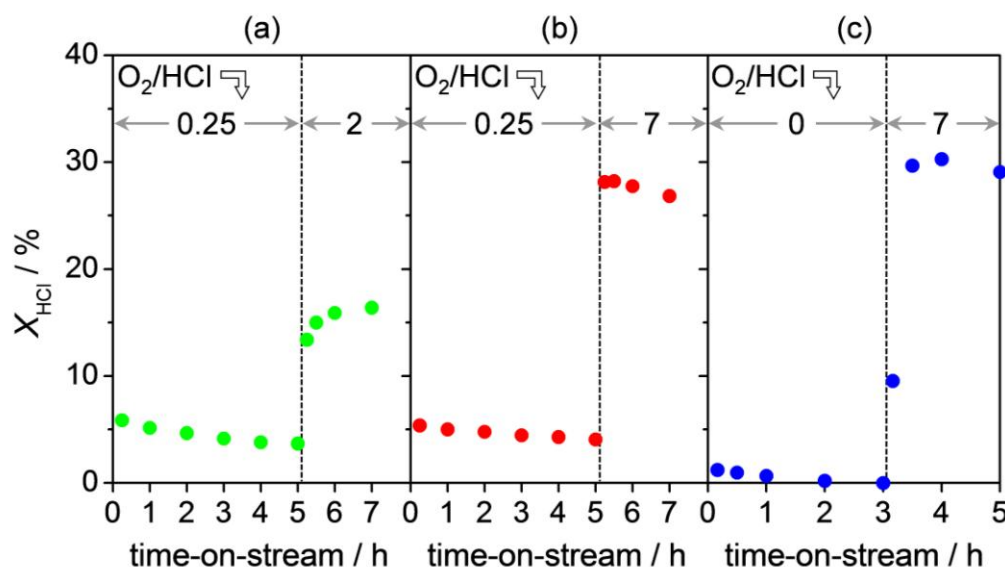 (a) (b) (c)
40
30
20
10
0
X_HCl / %
O₂/HCl O₂/HCl O₂/HCl
0.25 2 0.25 7 0 7
0 1 2 3 4 5 6 7 0 1 2 3 4 5 6 7 0 1 2 3 4 5
time-on-stream / h time-on-stream / h time-on-stream / h